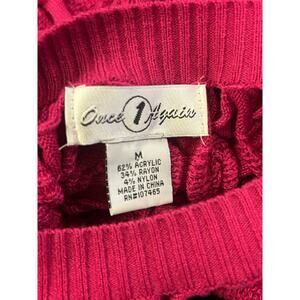 Once 1 Again
M
62% ACRYLIC
34% RAYON
4% NYLON
MADE IN CHINA
RN#107465